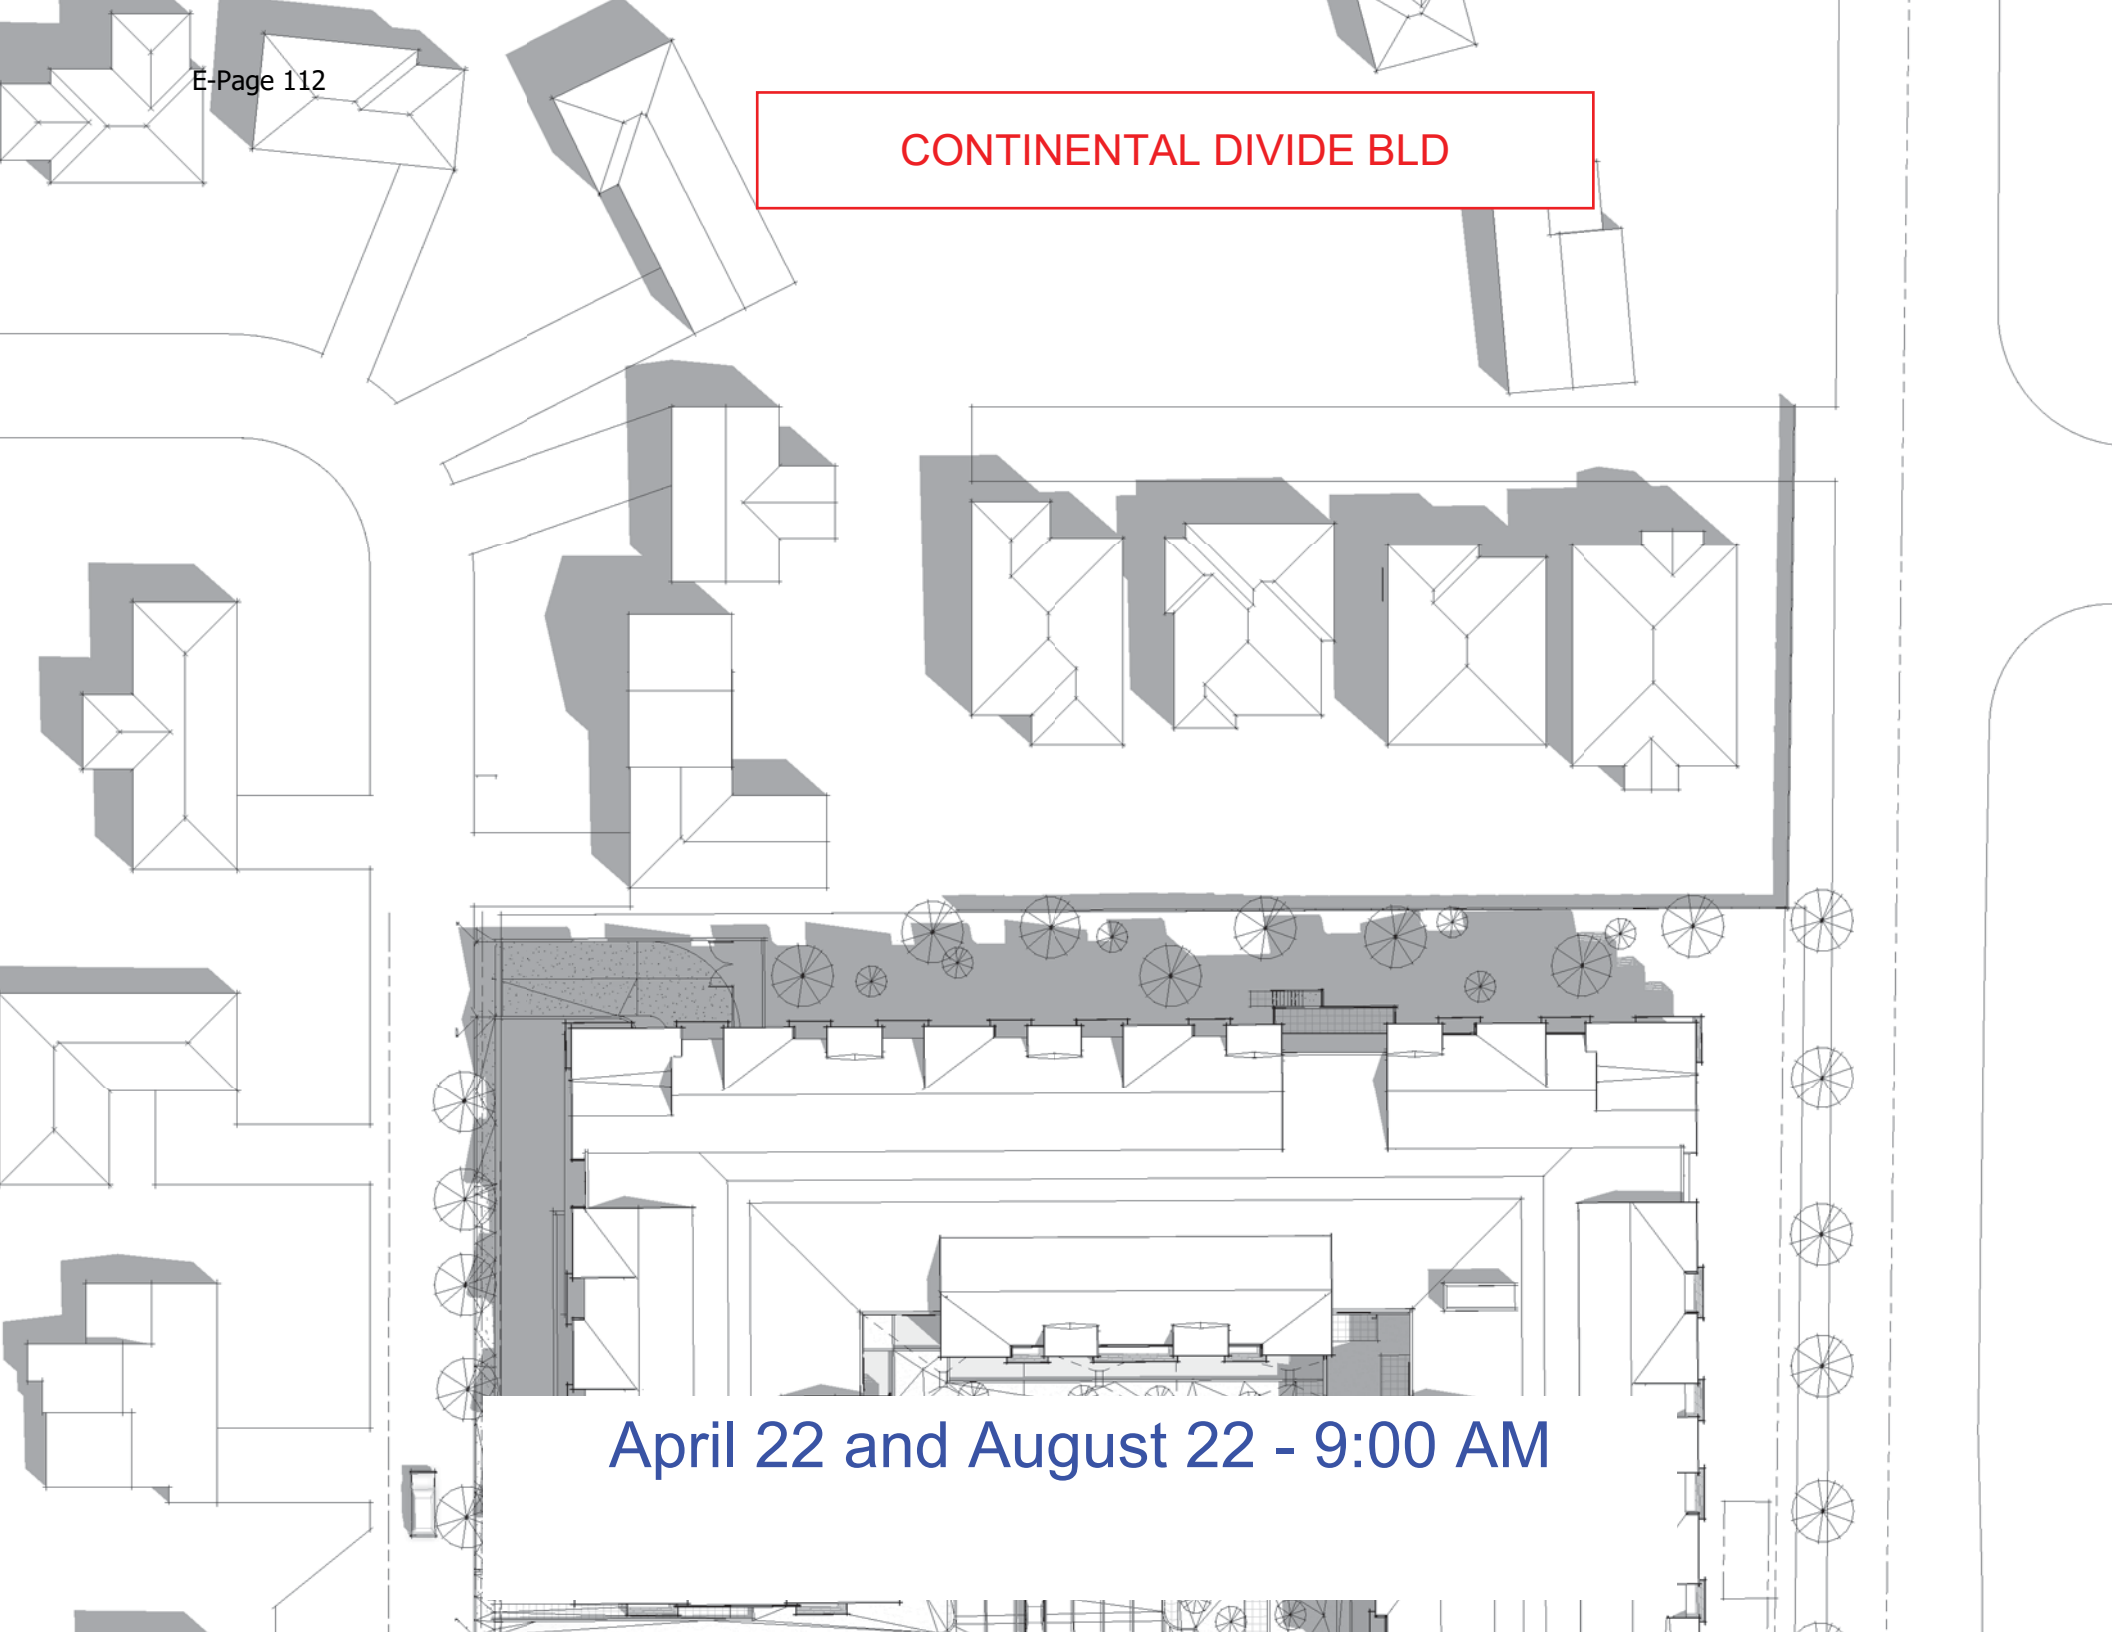 E-Page 112
CONTINENTAL DIVIDE BLD
April 22 and August 22 - 9:00 AM